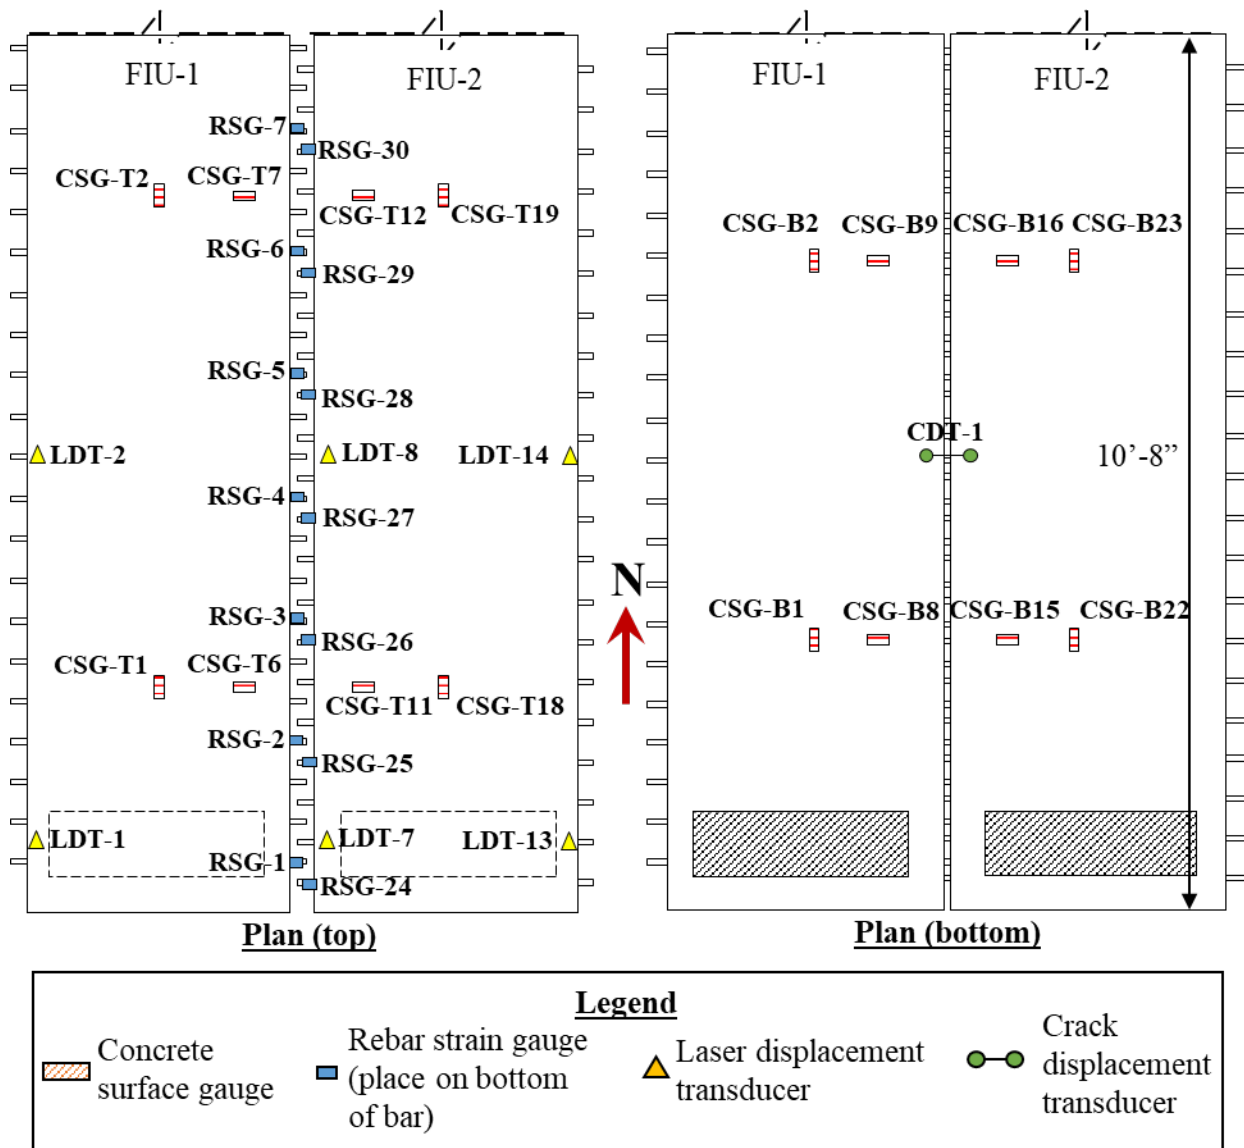 FIU-1
FIU-2
RSG-7
RSG-30
CSG-T2
CSG-T7
CSG-T12
CSG-T19
RSG-6
RSG-29
RSG-5
RSG-28
LDT-2
LDT-8
LDT-14
RSG-4
RSG-27
RSG-3
RSG-26
CSG-T1
CSG-T6
CSG-T11
CSG-T18
RSG-2
RSG-25
LDT-1
LDT-7
LDT-13
RSG-1
RSG-24
Plan (top)
N
FIU-1
FIU-2
CSG-B2
CSG-B9
CSG-B16
CSG-B23
CDT-1
10’-8”
CSG-B1
CSG-B8
CSG-B15
CSG-B22
Plan (bottom)
Legend
Concrete
surface gauge
Rebar strain gauge
(place on bottom
of bar)
Laser displacement
transducer
Crack
displacement
transducer